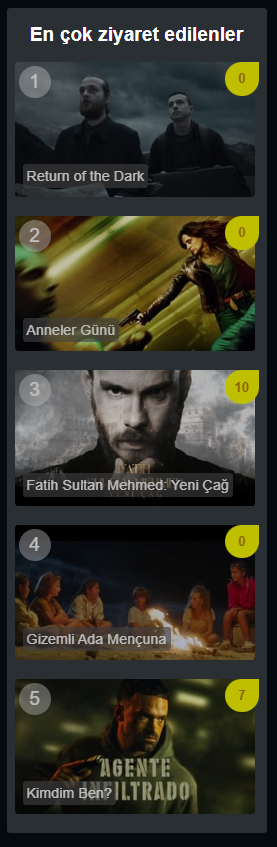 En çok ziyaret edilenler
1
0
Return of the Dark
2
0
Anneler Günü
3
10
FATİH
Fatih Sultan Mehmed: Yeni Çağ
4
0
Gizemli Ada Mençuna
5
7
AGENTE
INFILTRADO
Kimdim Ben?